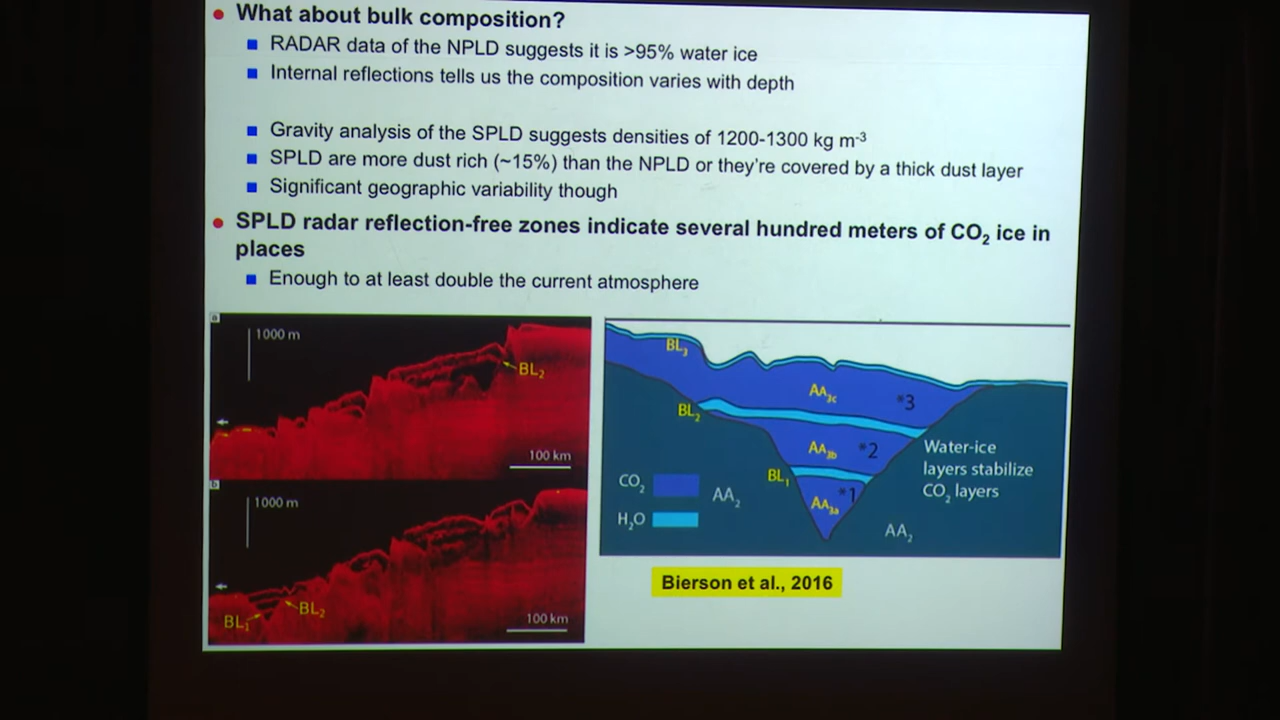 What about bulk composition?
RADAR data of the NPLD suggests it is >95% water ice
Internal reflections tells us the composition varies with depth
Gravity analysis of the SPLD suggests densities of 1200-1300 kg m⁻³
SPLD are more dust rich (~15%) than the NPLD or they're covered by a thick dust layer
Significant geographic variability though
SPLD radar reflection-free zones indicate several hundred meters of CO₂ ice in
places
Enough to at least double the current atmosphere
a
1000 m
BL₂
100 km
b
1000 m
BL₁
BL₂
100 km
BL₃
AA₃c
*3
BL₂
AA₃b
*2
BL₁
AA₃a
*1
Water-ice
layers stabilize
CO₂ layers
CO₂
H₂O
AA₂
AA₂
Bierson et al., 2016